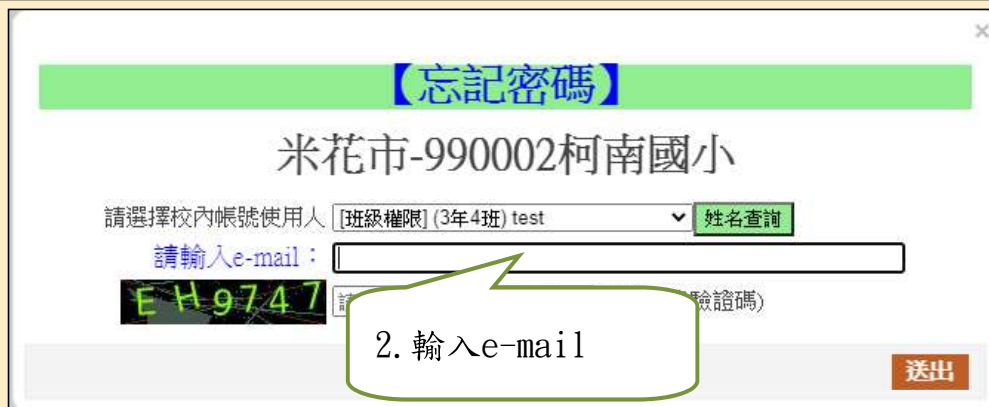 ×
【忘記密碼】
米花市-990002柯南國小
請選擇校內帳號使用人 [班級權限] (3年4班) test 姓名查詢
請輸入e-mail：
EH9747 請 驗證碼)
2.輸入e-mail
送出